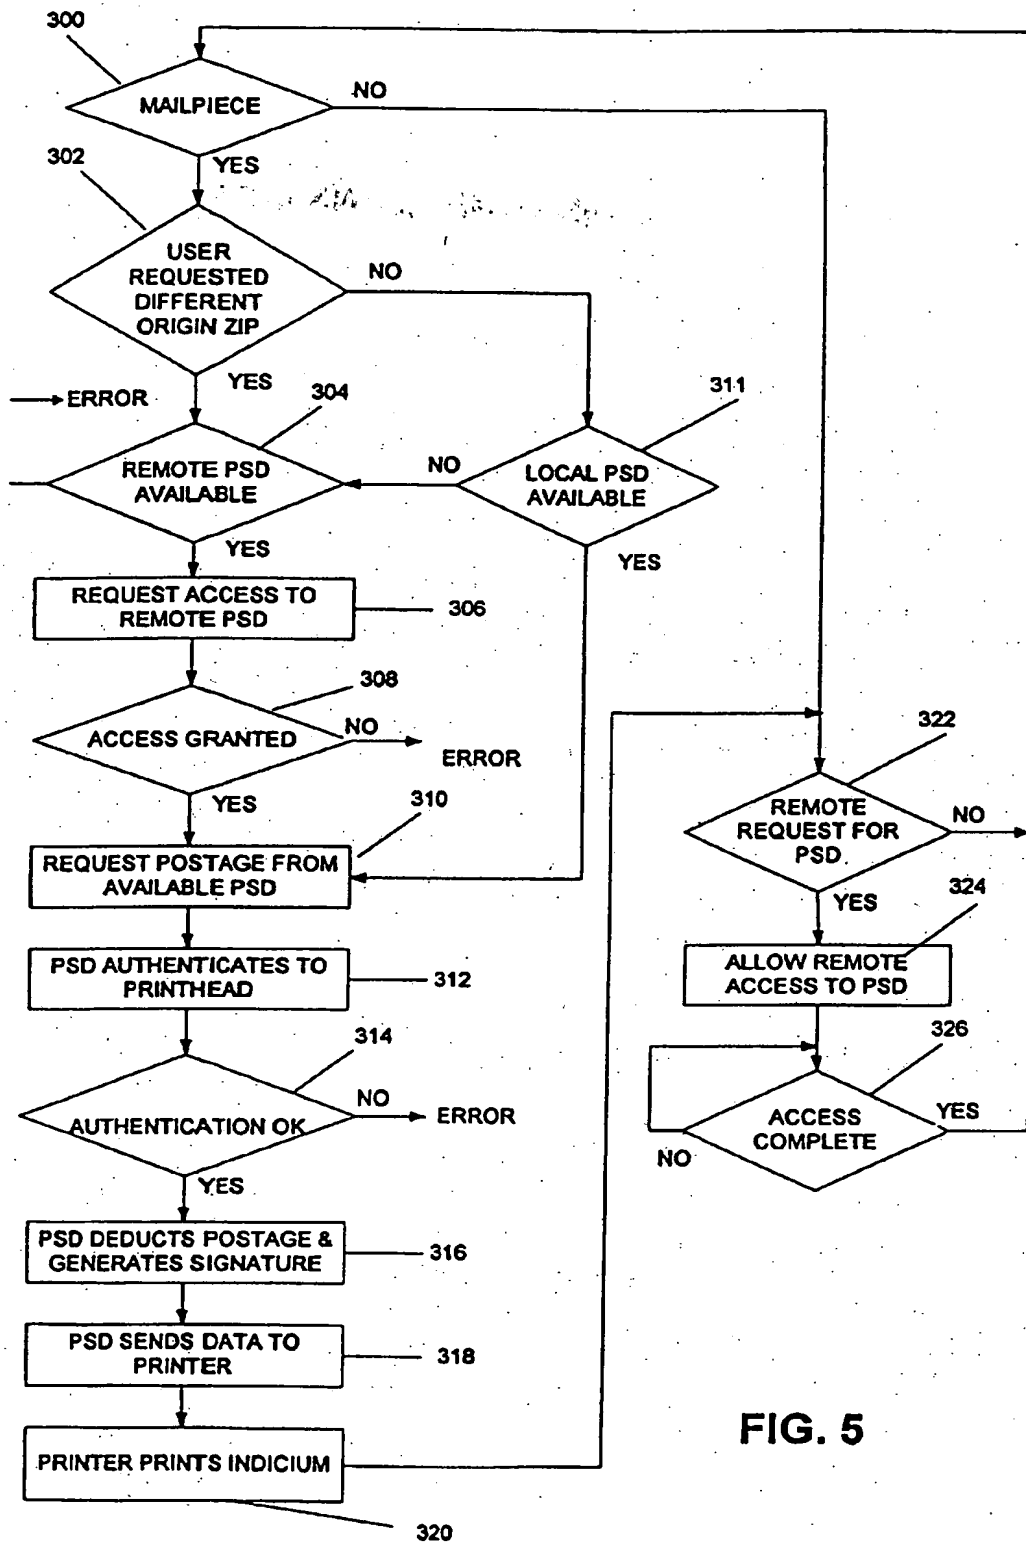 300
MAILPIECE
NO
YES
302
USER
REQUESTED
DIFFERENT
ORIGIN ZIP
NO
YES
ERROR
304
311
REMOTE PSD
AVAILABLE
NO
LOCAL PSD
AVAILABLE
YES
YES
REQUEST ACCESS TO
REMOTE PSD
306
308
ACCESS GRANTED
NO
ERROR
YES
310
REQUEST POSTAGE FROM
AVAILABLE PSD
PSD AUTHENTICATES TO
PRINTHEAD
312
314
AUTHENTICATION OK
NO
ERROR
YES
PSD DEDUCTS POSTAGE &
GENERATES SIGNATURE
316
PSD SENDS DATA TO
PRINTER
318
PRINTER PRINTS INDICIUM
320
322
REMOTE
REQUEST FOR
PSD
NO
YES
324
ALLOW REMOTE
ACCESS TO PSD
326
ACCESS
COMPLETE
YES
NO
FIG. 5